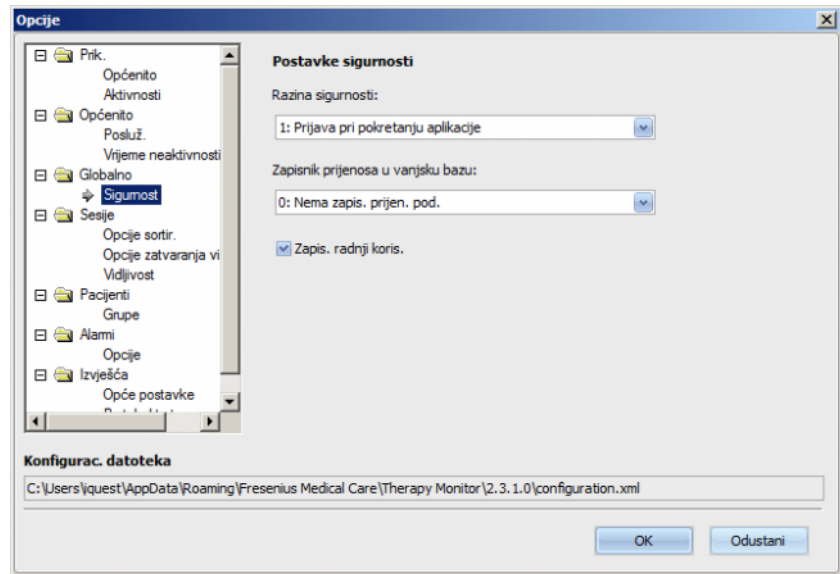 Opcije
Prik.
Općenito
Aktivnosti
Općenito
Posluž.
Vrijeme neaktivnosti
Globalno
Sigurnost
Sesije
Opcije sortir.
Opcije zatvaranja vi
Vidljivost
Pacijenti
Grupe
Alarmi
Opcije
Izvješća
Opće postavke
Postavke sigurnosti
Razina sigurnosti:
1: Prijava pri pokretanju aplikacije
Zapisnik prijenosa u vanjsku bazu:
0: Nema zapis. prijen. pod.
Zapis. radnji koris.
Konfigurac. datoteka
C:\Users\iquest\AppData\Roaming\Fresenius Medical Care\Therapy Monitor\2.3.1.0\configuration.xml
OK
Odustani